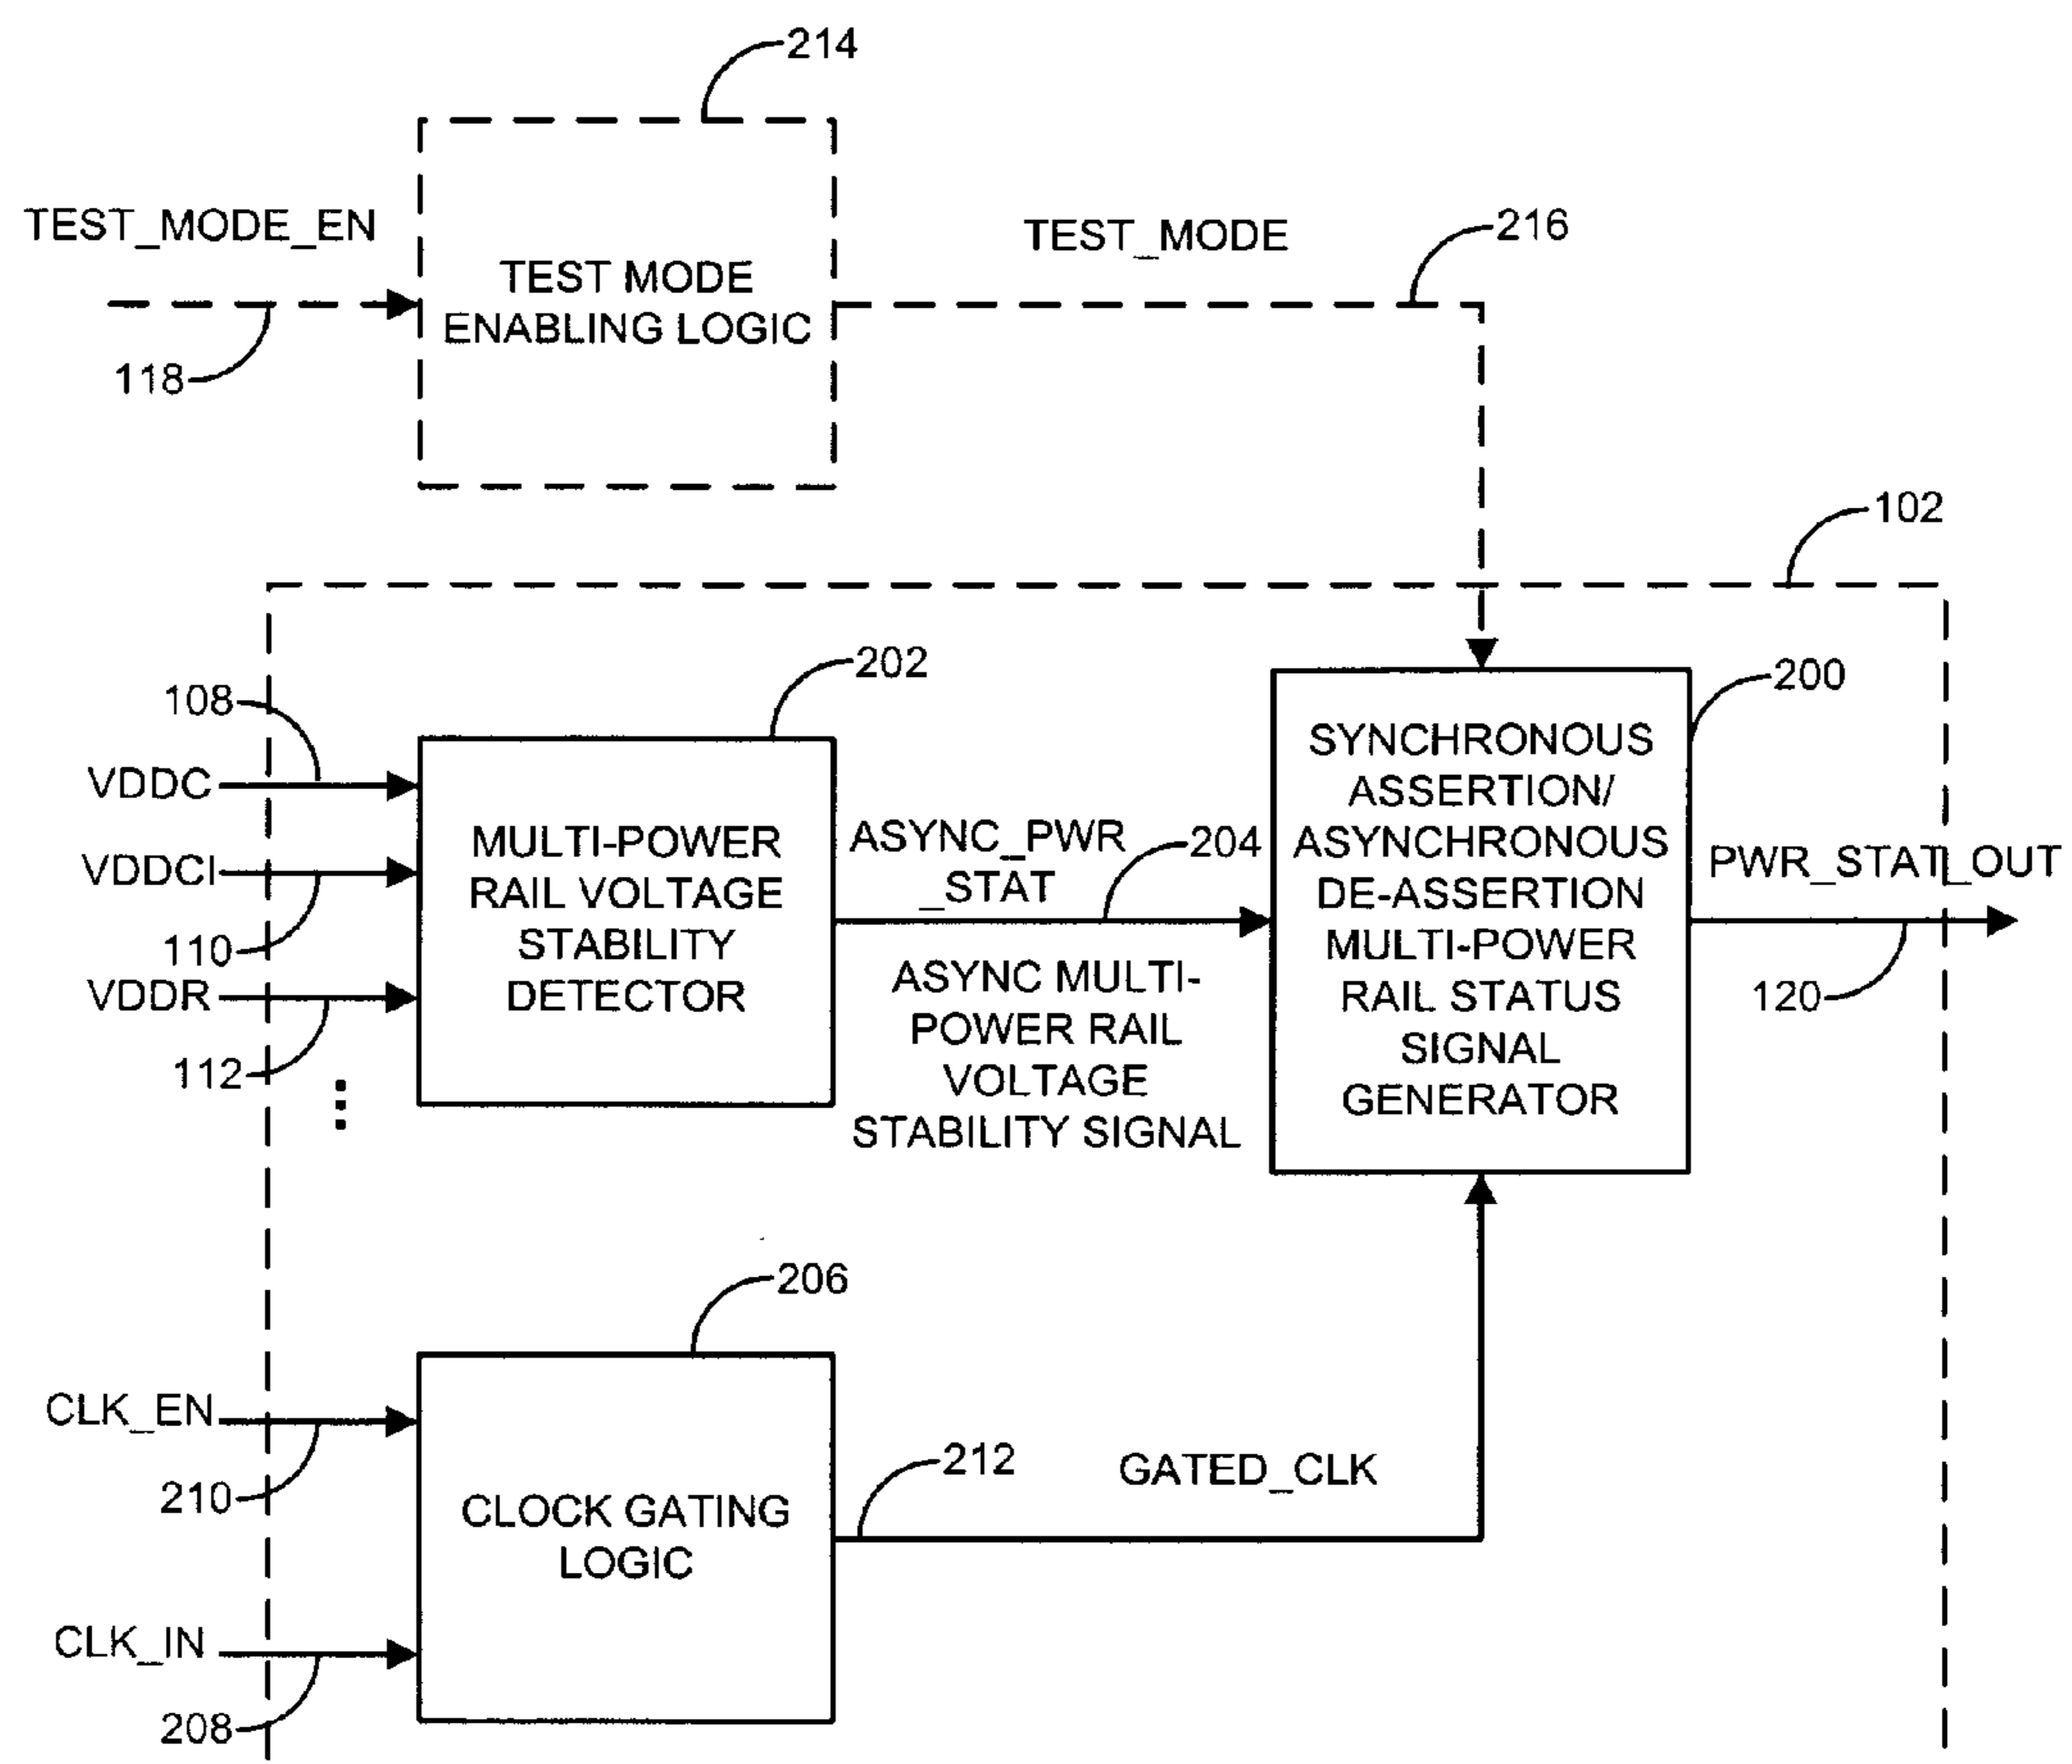 214
TEST_MODE_EN
118
TEST MODE
ENABLING LOGIC
TEST_MODE
216
102
202
200
108
VDDC
VDDCI
110
VDDR
112
MULTI-POWER
RAIL VOLTAGE
STABILITY
DETECTOR
ASYNC_PWR
_STAT
204
ASYNC MULTI-
POWER RAIL
VOLTAGE
STABILITY SIGNAL
SYNCHRONOUS
ASSERTION/
ASYNCHRONOUS
DE-ASSERTION
MULTI-POWER
RAIL STATUS
SIGNAL
GENERATOR
PWR_STAT_OUT
120
206
CLK_EN
210
CLK_IN
208
CLOCK GATING
LOGIC
212
GATED_CLK